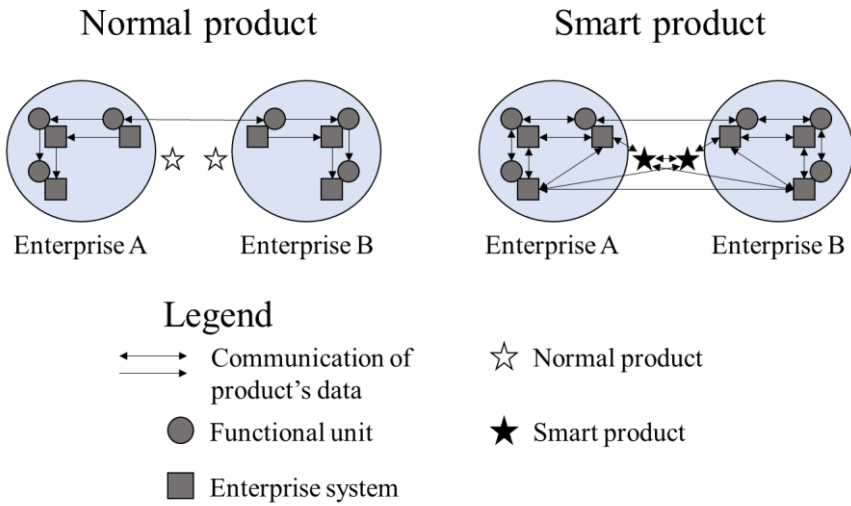 Normal product
Smart product
Enterprise A
Enterprise B
Enterprise A
Enterprise B
Legend
Communication of
product’s data
Normal product
Functional unit
Smart product
Enterprise system